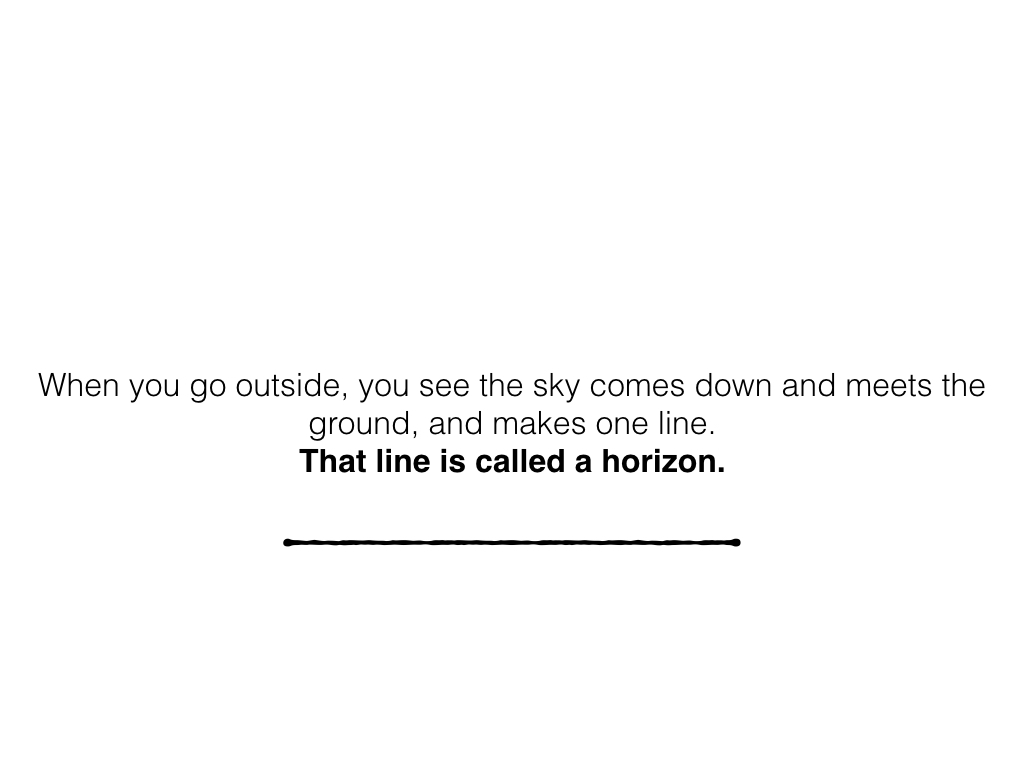 When you go outside, you see the sky comes down and meets the
ground, and makes one line.
That line is called a horizon.